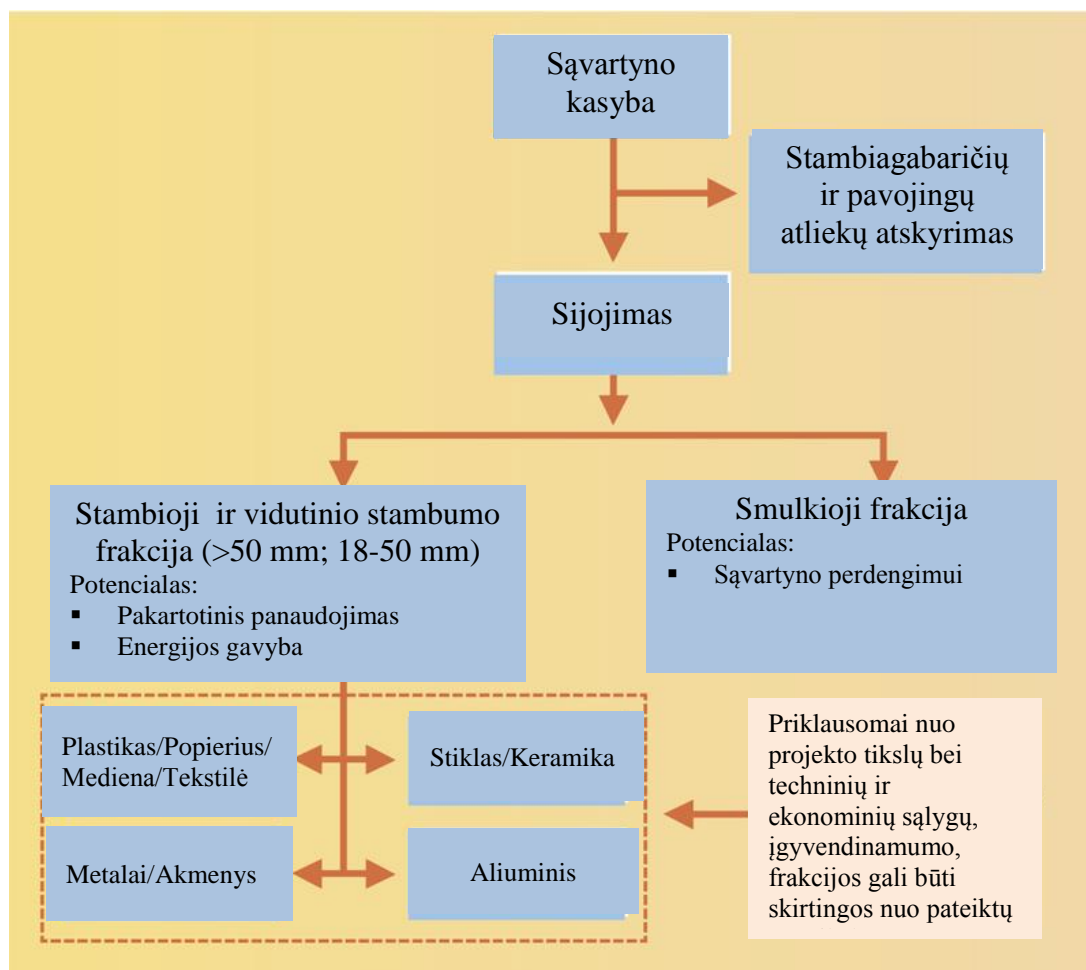 Sąvartyno
kasyba
Stambiagabaričių
ir pavojingų
atliekų atskyrimas
Sijojimas
Stambioji ir vidutinio stambumo
frakcija (>50 mm; 18-50 mm)
Potencialas:
▪ Pakartotinis panaudojimas
▪ Energijos gavyba
Smulkioji frakcija
Potencialas:
▪ Sąvartyno perdengimui
Plastikas/Popierius/
Mediena/Tekstilė
Stiklas/Keramika
Metalai/Akmenys
Aliuminis
Priklausomai nuo
projekto tikslų bei
techninių ir
ekonominių sąlygų,
įgyvendinamumo,
frakcijos gali būti
skirtingos nuo pateiktų